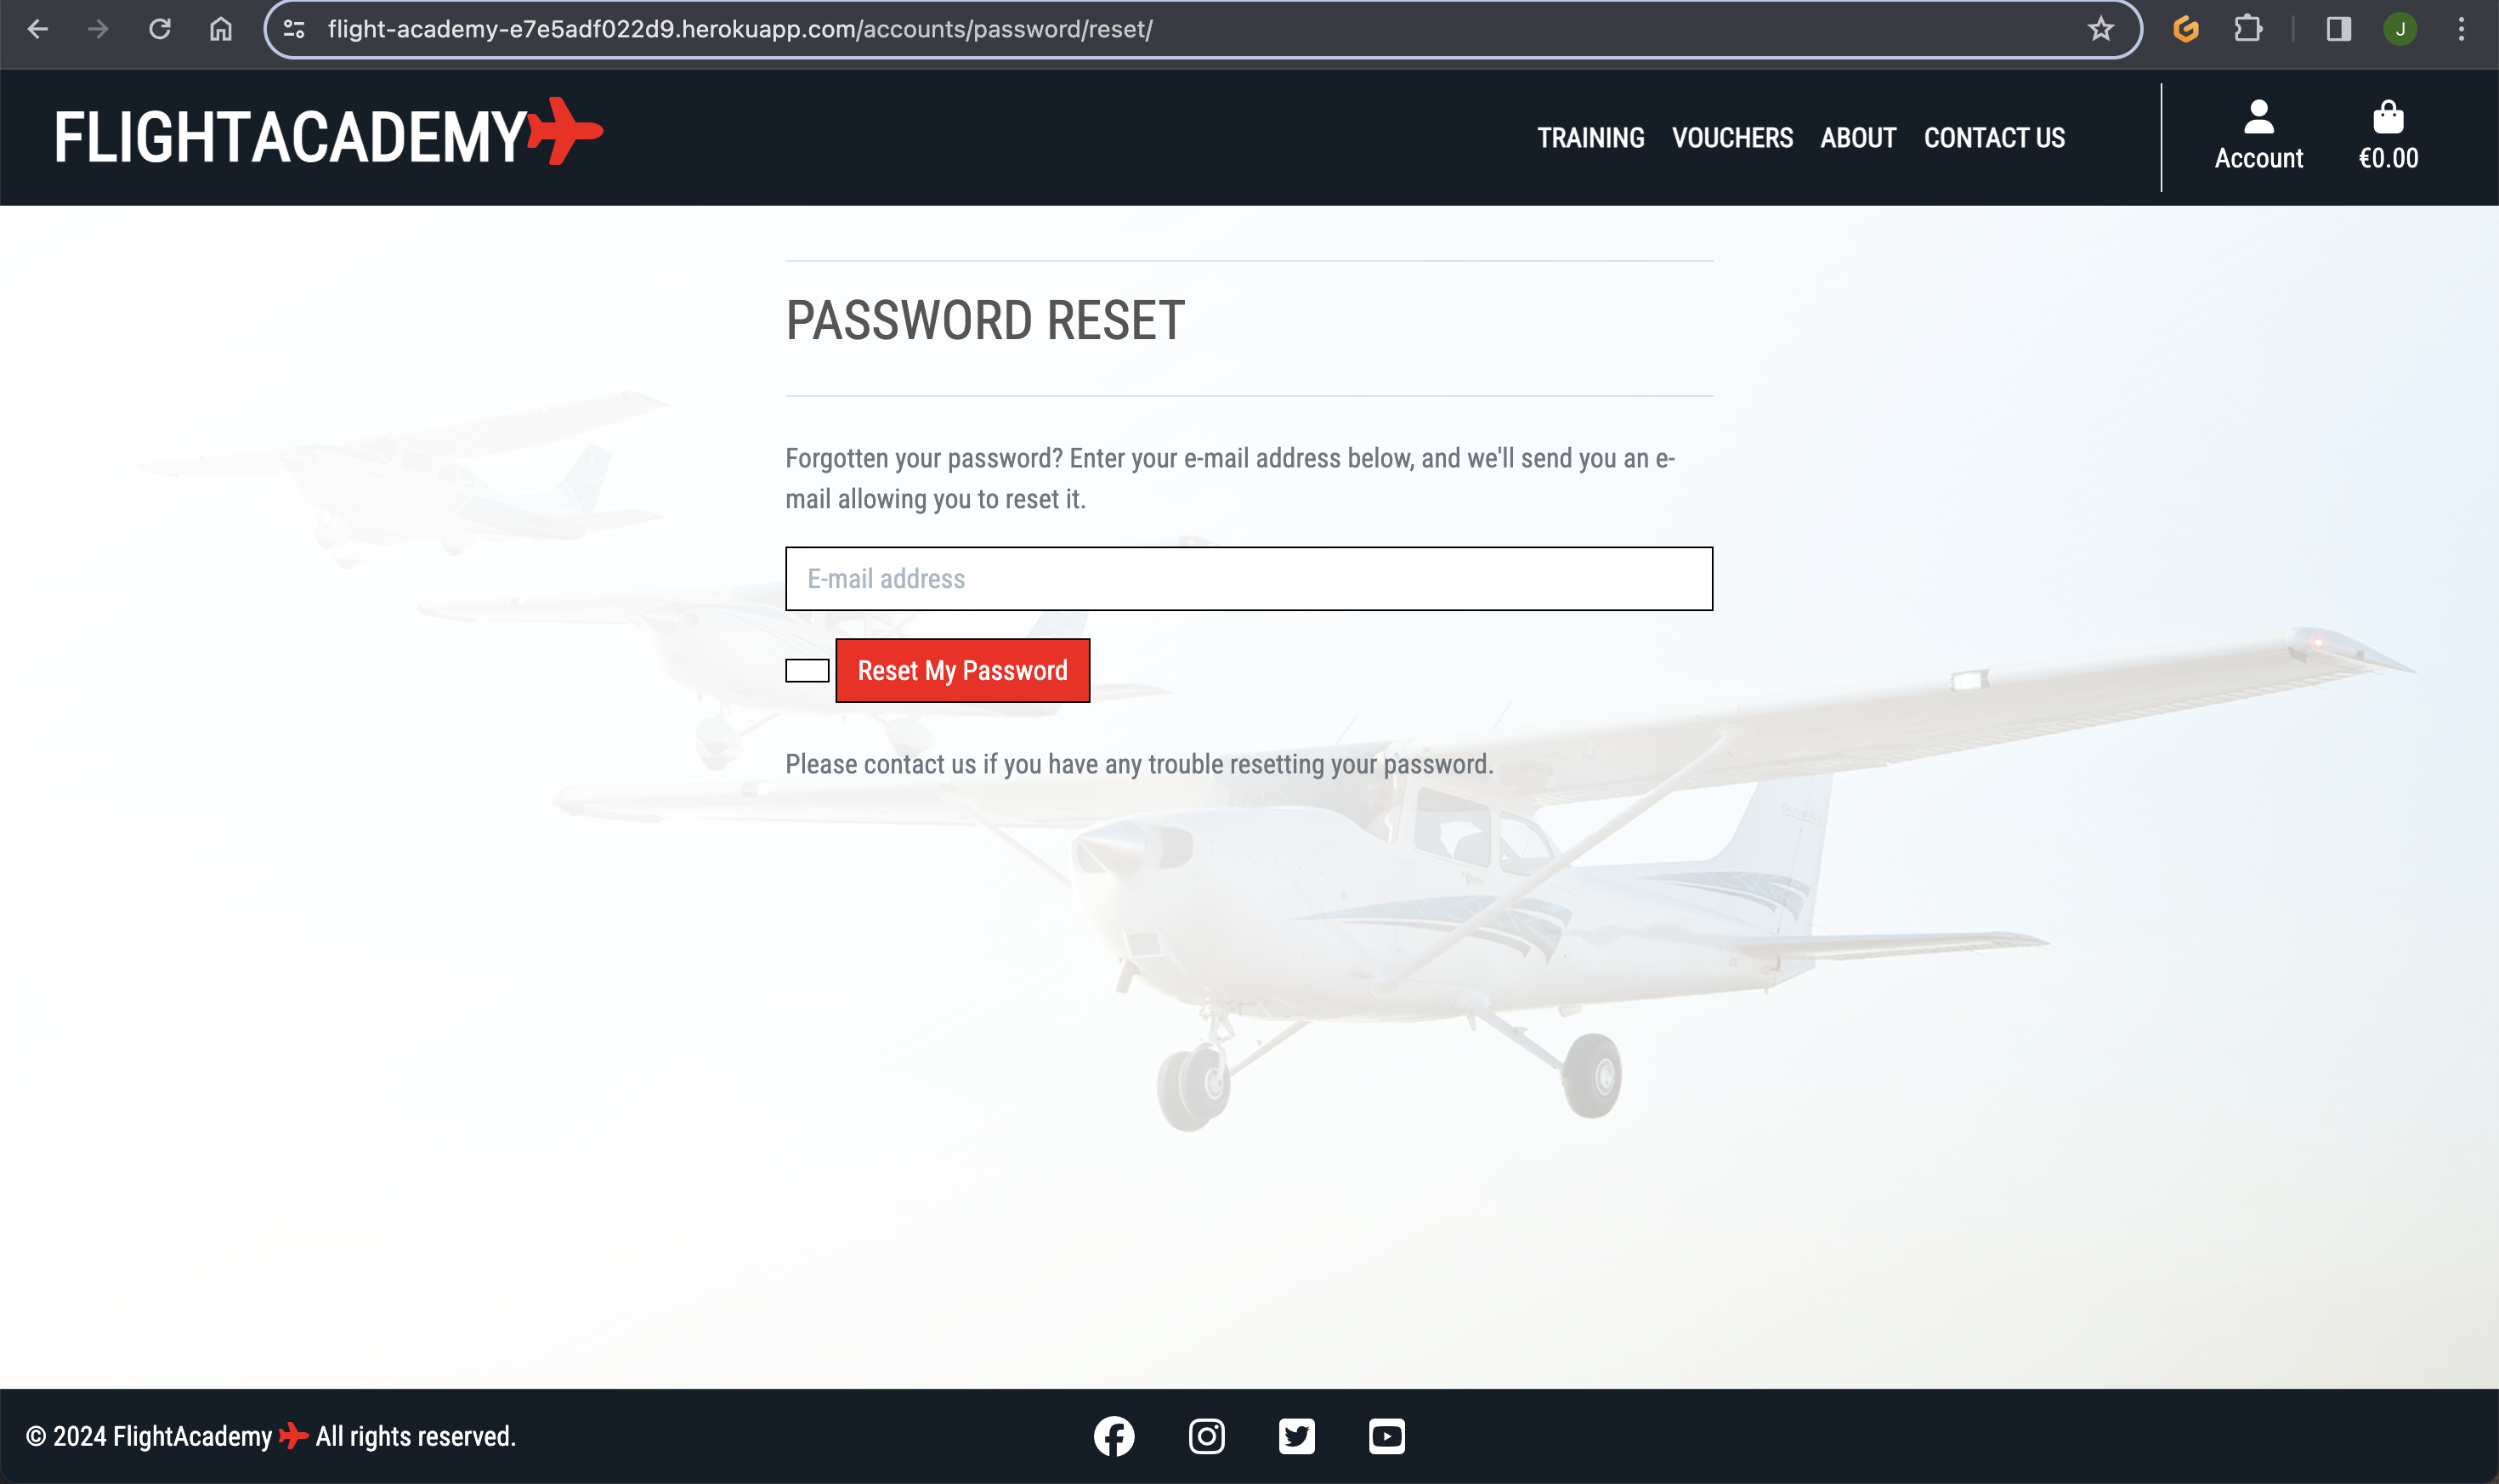 flight-academy-e7e5adf022d9.herokuapp.com/accounts/password/reset/
J
FLIGHTACADEMY
TRAINING VOUCHERS ABOUT CONTACT US
Account €0.00
PASSWORD RESET
Forgotten your password? Enter your e-mail address below, and we'll send you an e-
mail allowing you to reset it.
E-mail address
Reset My Password
Please contact us if you have any trouble resetting your password.
© 2024 FlightAcademy All rights reserved.